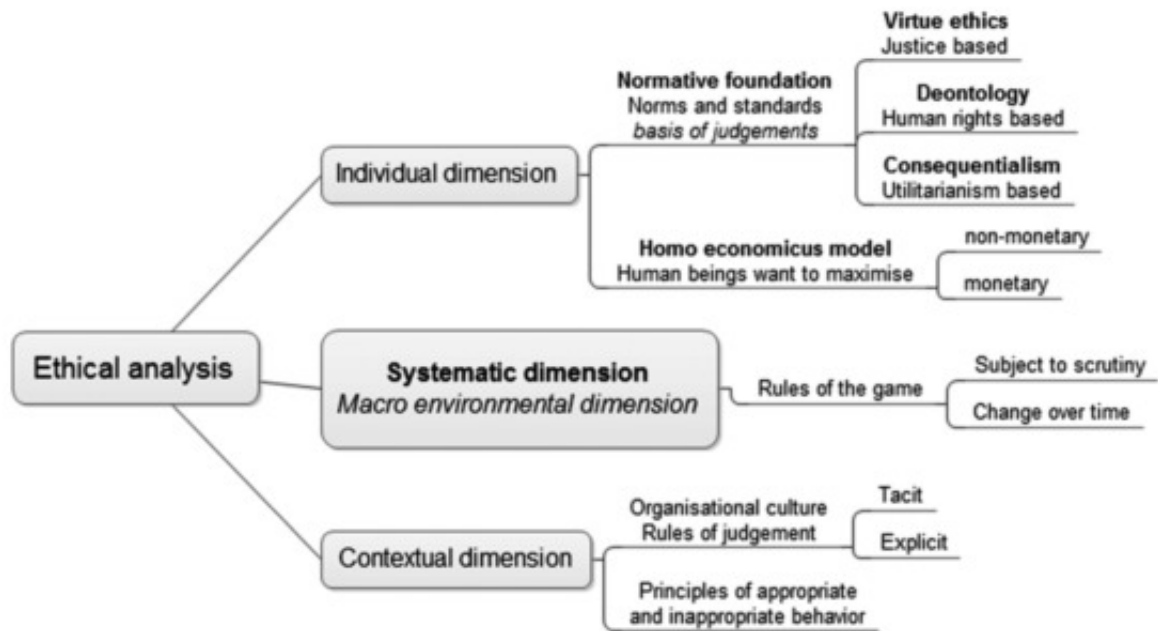 Ethical analysis
Individual dimension
Normative foundation
Norms and standards
basis of judgements
Virtue ethics
Justice based
Deontology
Human rights based
Consequentialism
Utilitarianism based
Homo economicus model
Human beings want to maximise
non-monetary
monetary
Systematic dimension
Macro environmental dimension
Rules of the game
Subject to scrutiny
Change over time
Contextual dimension
Organisational culture
Rules of judgement
Tacit
Explicit
Principles of appropriate
and inappropriate behavior